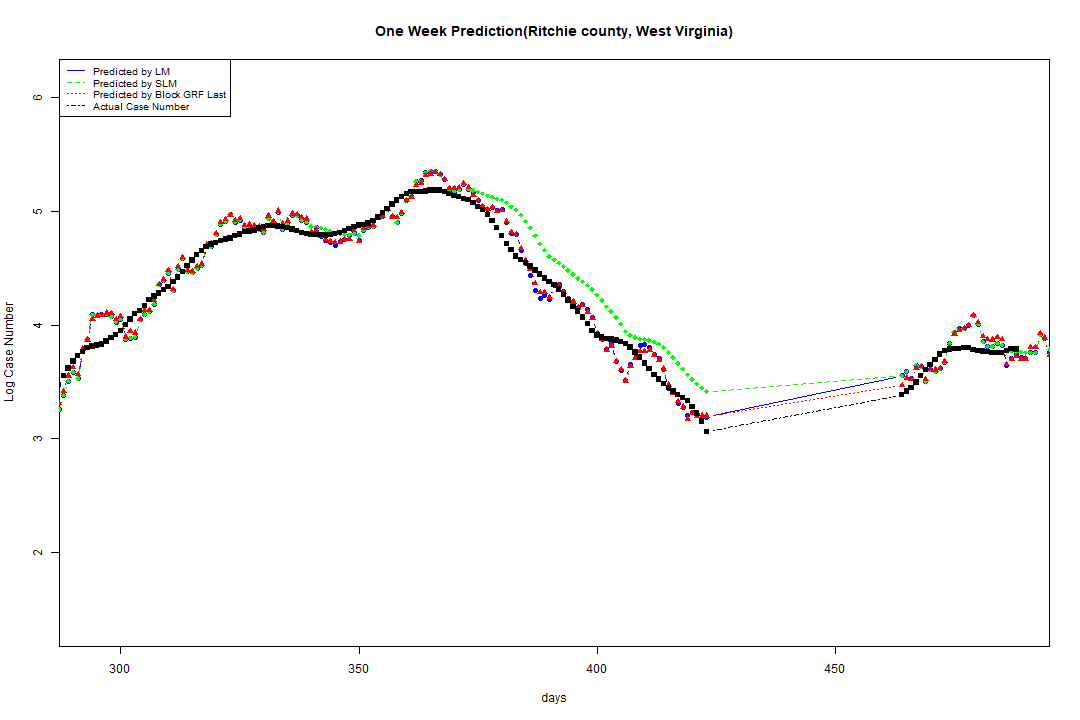 One Week Prediction(Ritchie county, West Virginia)
Predicted by LM
Predicted by SLM
Predicted by Block GRF Last
Actual Case Number
6
5
4
3
2
Log Case Number
300
350
400
450
days